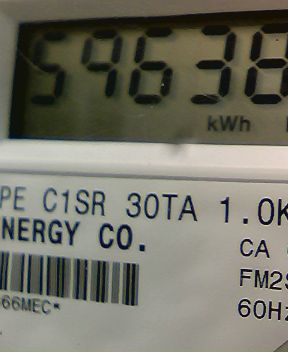 59638
kWh
PE C1SR 30TA 1.0K
NERGY CO.
CA
FM2S
66MEC*
60Hz